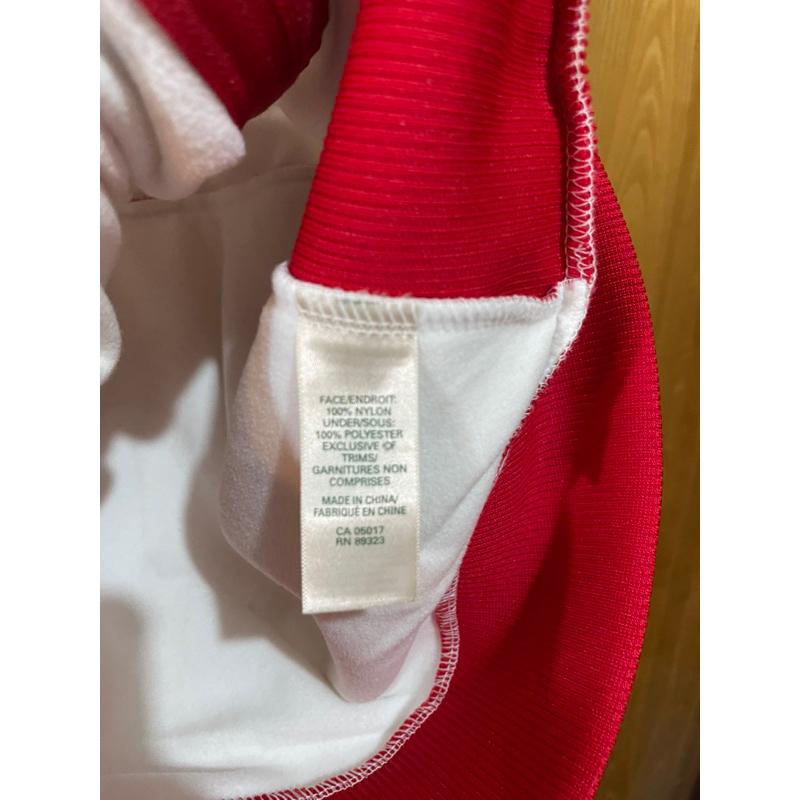 FACE/ENDROIT:
100% NYLON
UNDER/SOUS:
100% POLYESTER
EXCLUSIVE OF
TRIMS/
GARNITURES NON
COMPRISES
MADE IN CHINA/
FABRIQUÉ EN CHINE
CA 05017
RN 89323